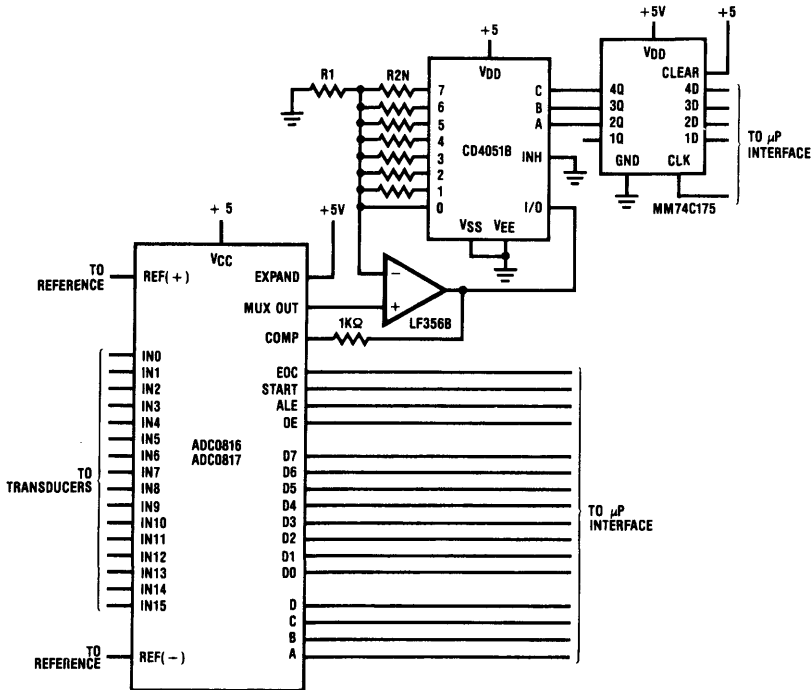 +5
+5V
+5
R1
R2N
VDD
VDD
CLEAR
7
6
5
4
3
2
1
0
C
B
A
INH
I/O
CD4051B
VSS
VEE
4Q
3Q
2Q
1Q
4D
3D
2D
1D
GND
CLK
MM74C175
TO µP
INTERFACE
+ 5
+5V
VCC
TO
REFERENCE
REF(+)
EXPAND
MUX OUT
COMP
1KΩ
−
+
LF356B
IN0
IN1
IN2
IN3
IN4
IN5
IN6
IN7
IN8
IN9
IN10
IN11
IN12
IN13
IN14
IN15
TO
TRANSDUCERS
ADC0816
ADC0817
EOC
START
ALE
OE
D7
D6
D5
D4
D3
D2
D1
D0
D
C
B
A
TO µP
INTERFACE
TO
REFERENCE
REF(−)